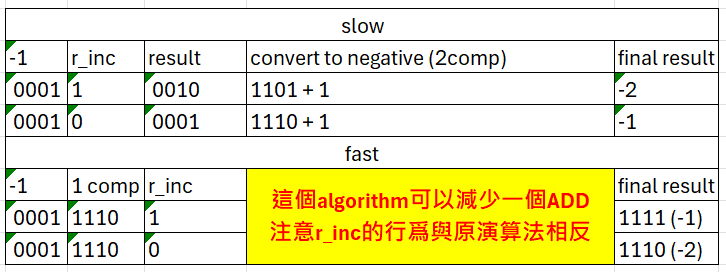 slow
-1 r_inc result convert to negative (2comp) final result
0001 1 0010 1101 + 1 -2
0001 0 0001 1110 + 1 -1
fast
-1 1 comp r_inc final result
0001 1110 1 1111 (-1)
0001 1110 0 1110 (-2)
這個algorithm可以減少一個ADD
注意r_inc的行爲與原演算法相反